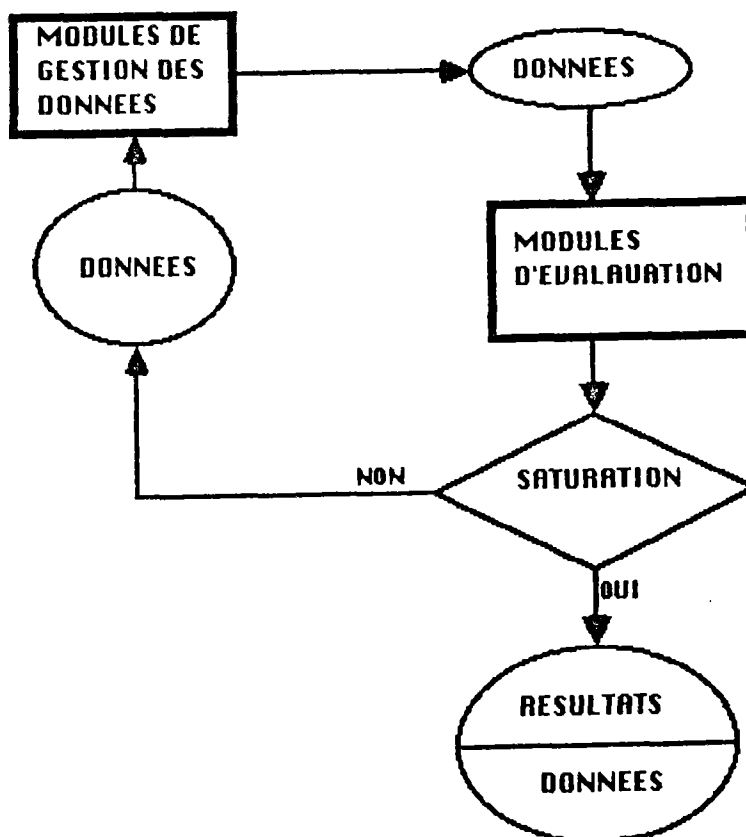 MODULES DE
GESTION DES
DONNEES
DONNEES
DONNEES
MODULES
D'EVALAUATION
NON
SATURATION
OUI
RESULTATS
DONNEES